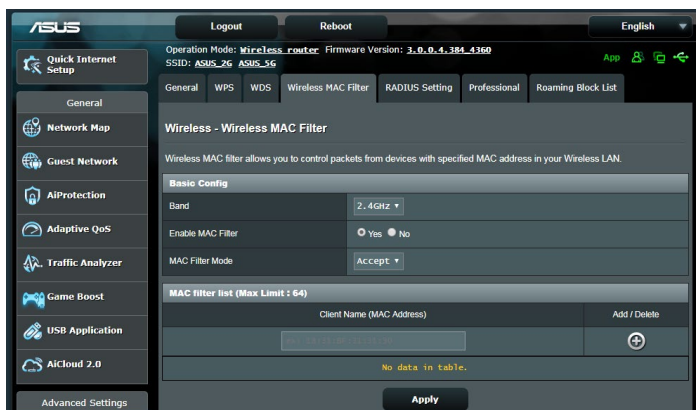 ASUS
Logout
Reboot
English
Operation Mode: Wireless router Firmware Version: 3.0.0.4.384_4360
SSID: ASUS_2G ASUS_5G
App
Quick Internet
Setup
General
Network Map
Guest Network
AiProtection
Adaptive QoS
Traffic Analyzer
Game Boost
USB Application
AiCloud 2.0
Advanced Settings
General
WPS
WDS
Wireless MAC Filter
RADIUS Setting
Professional
Roaming Block List
Wireless - Wireless MAC Filter
Wireless MAC filter allows you to control packets from devices with specified MAC address in your Wireless LAN.
Basic Config
Band
2.4GHz
Enable MAC Filter
Yes No
MAC Filter Mode
Accept
MAC filter list (Max Limit : 64)
Client Name (MAC Address)
Add / Delete
No data in table.
Apply